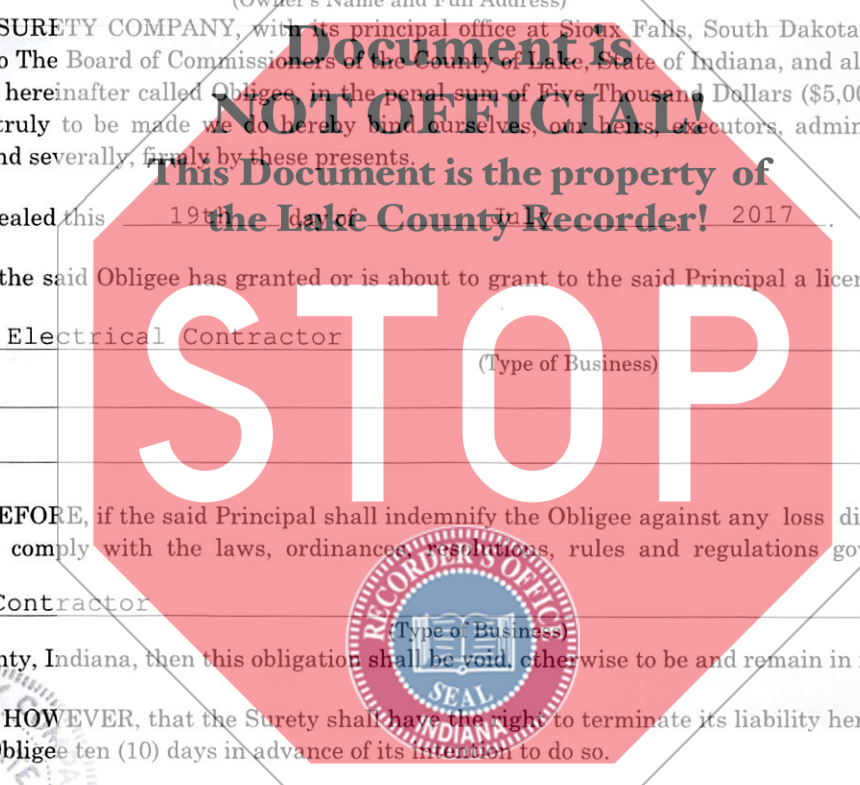 (Owner's Name and Full Address)
SURETY COMPANY, with its principal office at Sioux Falls, South Dakota
o The Board of Commissioners of the County of Lake, State of Indiana, and al
hereinafter called Obligee, in the penal sum of Five Thousand Dollars ($5,00
truly to be made we do hereby bind ourselves, our heirs, executors, admin
nd severally, firmly by these presents.
Document is
NOT OFFICIAL!
This Document is the property of
the Lake County Recorder!
ealed this 19th day of July, 2017.
the said Obligee has granted or is about to grant to the said Principal a licen
Electrical Contractor
(Type of Business)
STOP
EFORE, if the said Principal shall indemnify the Obligee against any loss di
comply with the laws, ordinances, resolutions, rules and regulations gov
Contractor
(Type of Business)
nty, Indiana, then this obligation shall be void, otherwise to be and remain in
HOWEVER, that the Surety shall have the right to terminate its liability her
Obligee ten (10) days in advance of its intention to do so.
RECORDER'S OFFICE
SEAL
INDIANA